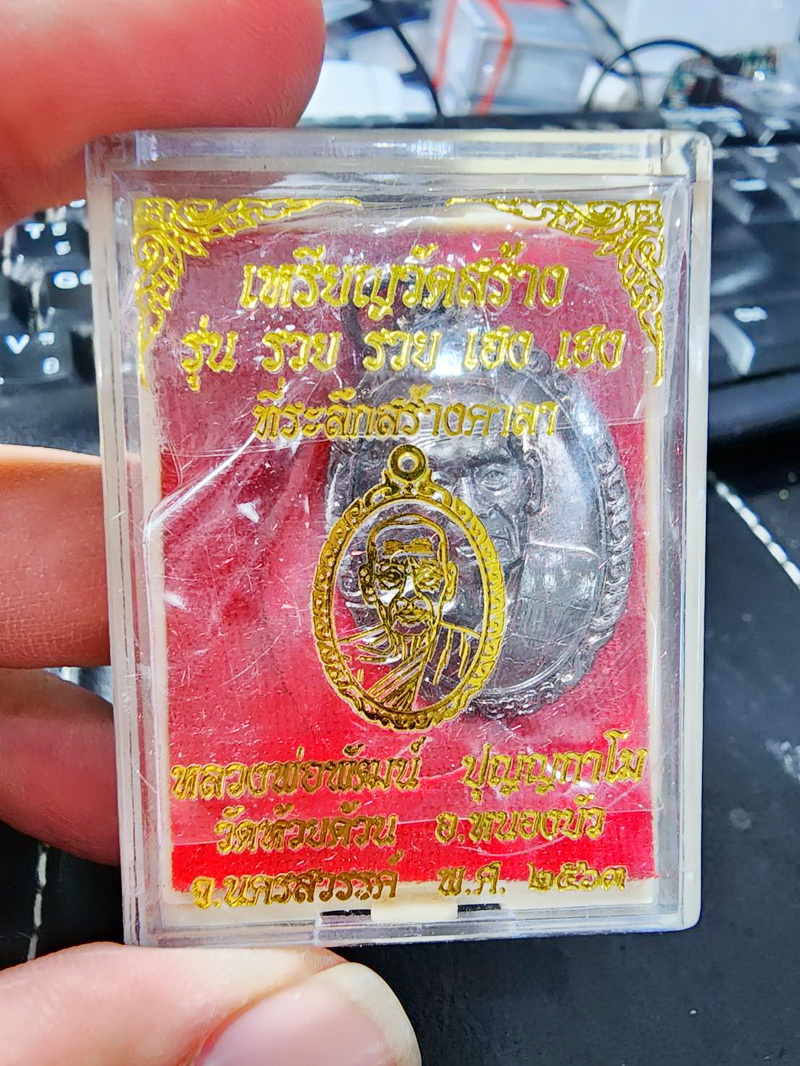 เหรียญวัดสร้าง
รุ่น รวย รวย เฮง เฮง
ที่ระลึกสร้างศาลา
หลวงพ่อพัฒน์ ปุญญกาโม
วัดห้วยด้วน อ.หนองบัว
จ.นครสวรรค์ พ.ศ. ๒๕๖๓